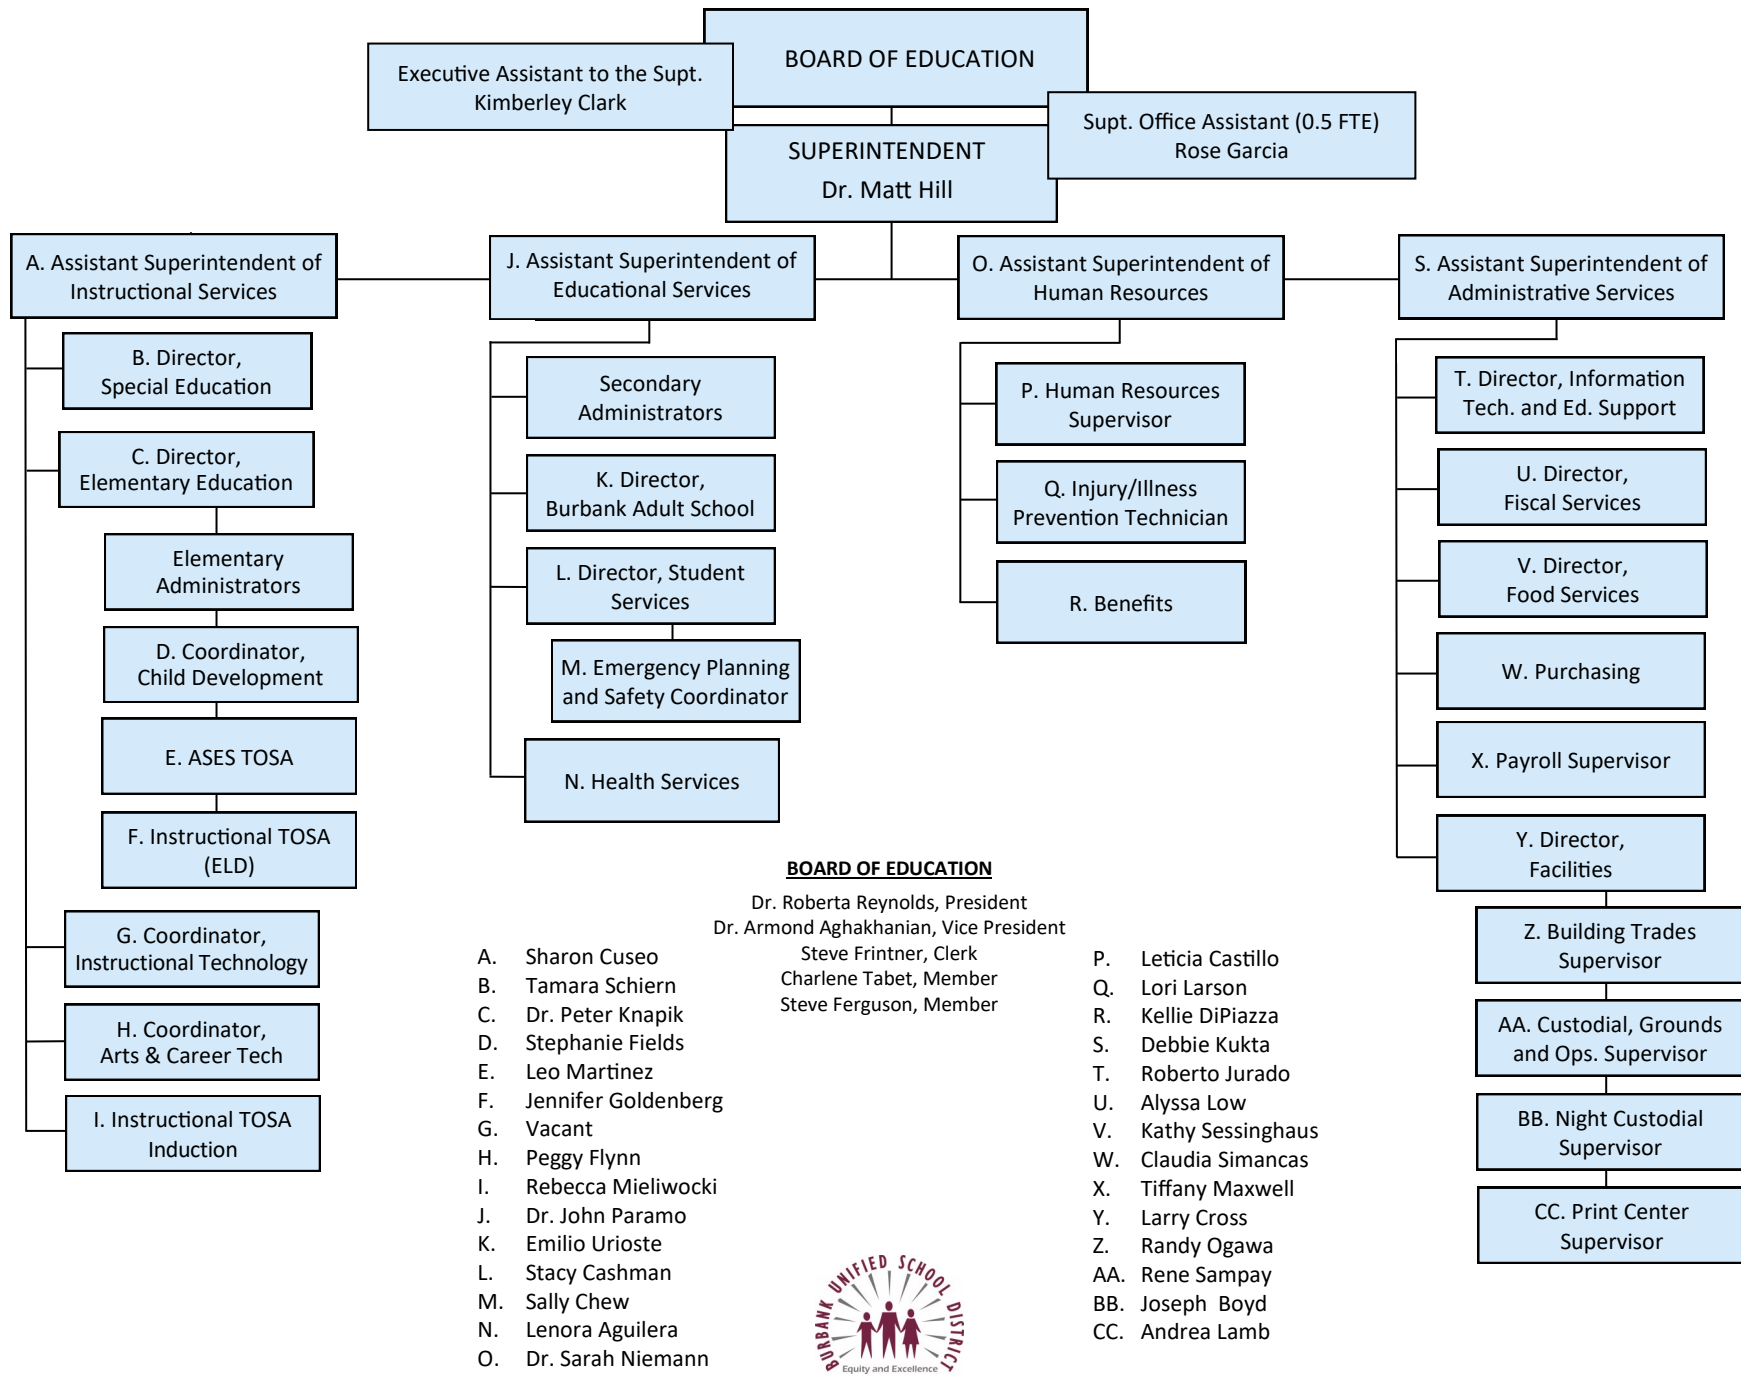 BOARD OF EDUCATION
Executive Assistant to the Supt.
Kimberley Clark
Supt. Office Assistant (0.5 FTE)
Rose Garcia
SUPERINTENDENT
Dr. Matt Hill
A. Assistant Superintendent of
Instructional Services
B. Director,
Special Education
C. Director,
Elementary Education
Elementary
Administrators
D. Coordinator,
Child Development
E. ASES TOSA
F. Instructional TOSA
(ELD)
G. Coordinator,
Instructional Technology
H. Coordinator,
Arts & Career Tech
I. Instructional TOSA
Induction
J. Assistant Superintendent of
Educational Services
Secondary
Administrators
K. Director,
Burbank Adult School
L. Director, Student
Services
M. Emergency Planning
and Safety Coordinator
N. Health Services
O. Assistant Superintendent of
Human Resources
P. Human Resources
Supervisor
Q. Injury/Illness
Prevention Technician
R. Benefits
S. Assistant Superintendent of
Administrative Services
T. Director, Information
Tech. and Ed. Support
U. Director,
Fiscal Services
V. Director,
Food Services
W. Purchasing
X. Payroll Supervisor
Y. Director,
Facilities
Z. Building Trades
Supervisor
AA. Custodial, Grounds
and Ops. Supervisor
BB. Night Custodial
Supervisor
CC. Print Center
Supervisor
BOARD OF EDUCATION
Dr. Roberta Reynolds, President
Dr. Armond Aghakhanian, Vice President
Steve Frintner, Clerk
Charlene Tabet, Member
Steve Ferguson, Member
A. Sharon Cuseo
B. Tamara Schiern
C. Dr. Peter Knapik
D. Stephanie Fields
E. Leo Martinez
F. Jennifer Goldenberg
G. Vacant
H. Peggy Flynn
I. Rebecca Mieliwocki
J. Dr. John Paramo
K. Emilio Urioste
L. Stacy Cashman
M. Sally Chew
N. Lenora Aguilera
O. Dr. Sarah Niemann
P. Leticia Castillo
Q. Lori Larson
R. Kellie DiPiazza
S. Debbie Kukta
T. Roberto Jurado
U. Alyssa Low
V. Kathy Sessinghaus
W. Claudia Simancas
X. Tiffany Maxwell
Y. Larry Cross
Z. Randy Ogawa
AA. Rene Sampay
BB. Joseph Boyd
CC. Andrea Lamb
BURBANK UNIFIED SCHOOL DISTRICT
Equity and Excellence